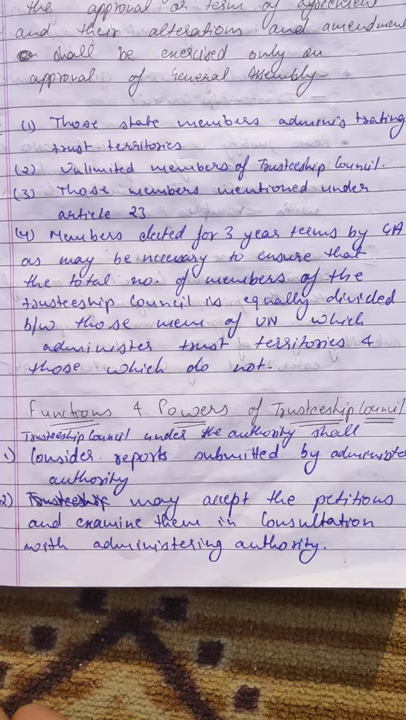 the approval or term of agreement
and their alteration and amendment
shall be exercised only on
approval of General Assembly
(1) Those state members administrating
trust territories
(2) Unlimited members of Trusteeship Council.
(3) Those members mentioned under
article 23
(4) Members elected for 3 year terms by GA
as may be necessary to ensure that
the total no. of members of the
trusteeship Council is equally divided
b/w those mem of UN which
administer trust territories &
those which do not.
Functions & Powers of Trusteeship Council
Trusteeship Council under the authority shall
1) Consider reports submitted by administe
authority
2) may accept the petitions
and examine them in Consultation
with administering authority.